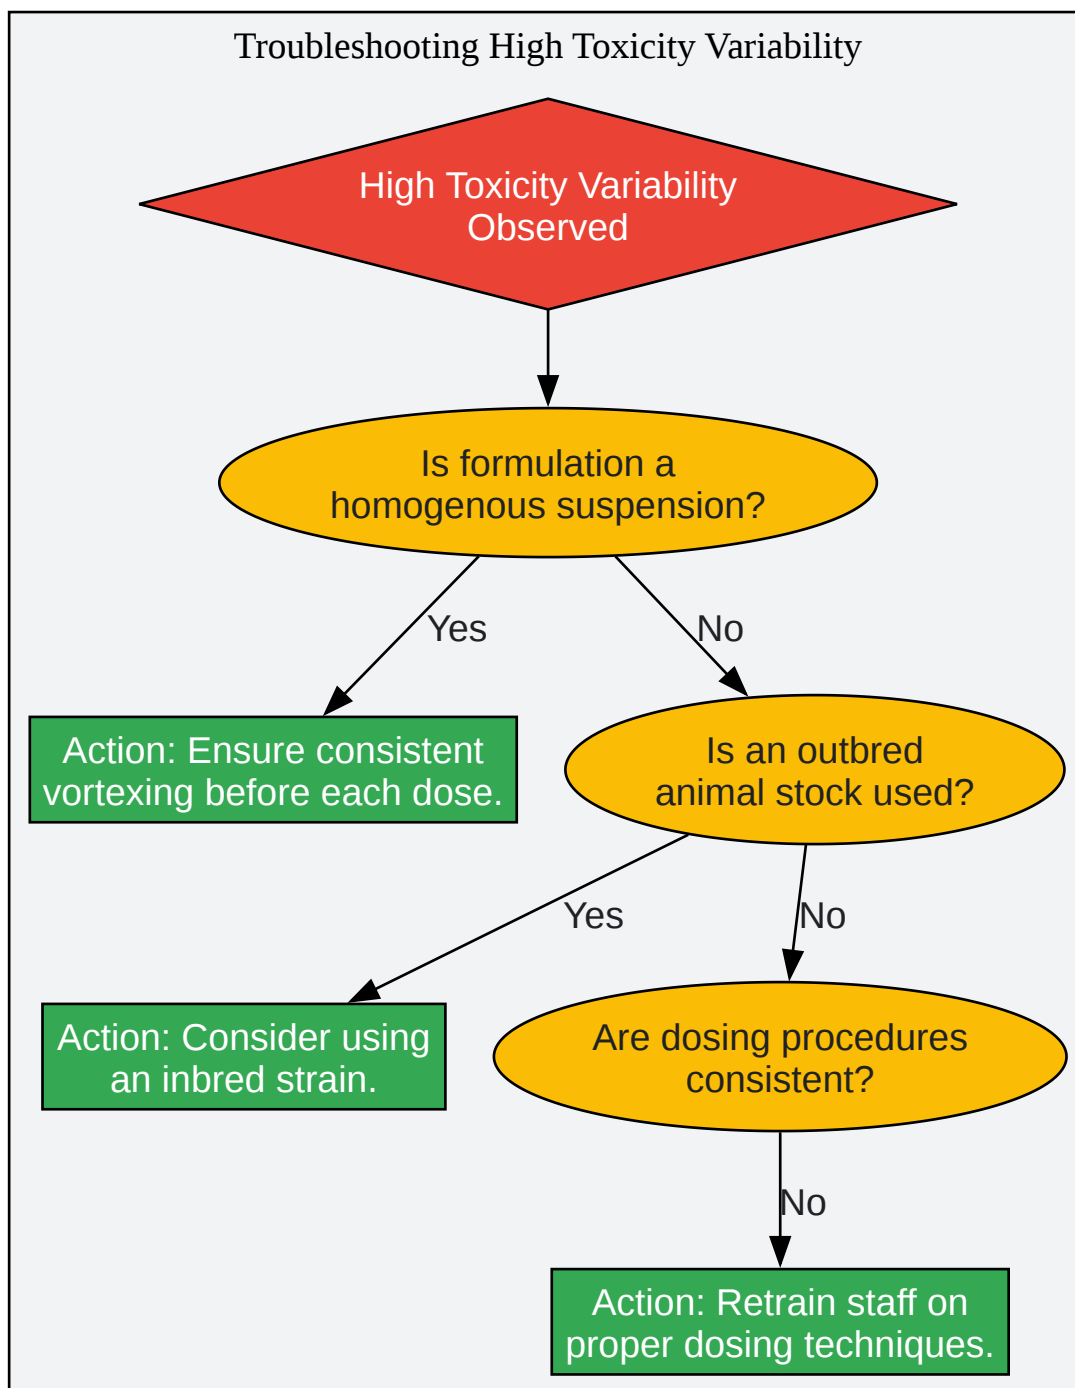 Troubleshooting High Toxicity Variability
High Toxicity Variability
Observed
Is formulation a
homogenous suspension?
Yes
No
Action: Ensure consistent
vortexing before each dose.
Is an outbred
animal stock used?
Yes
No
Action: Consider using
an inbred strain.
Are dosing procedures
consistent?
No
Action: Retrain staff on
proper dosing techniques.